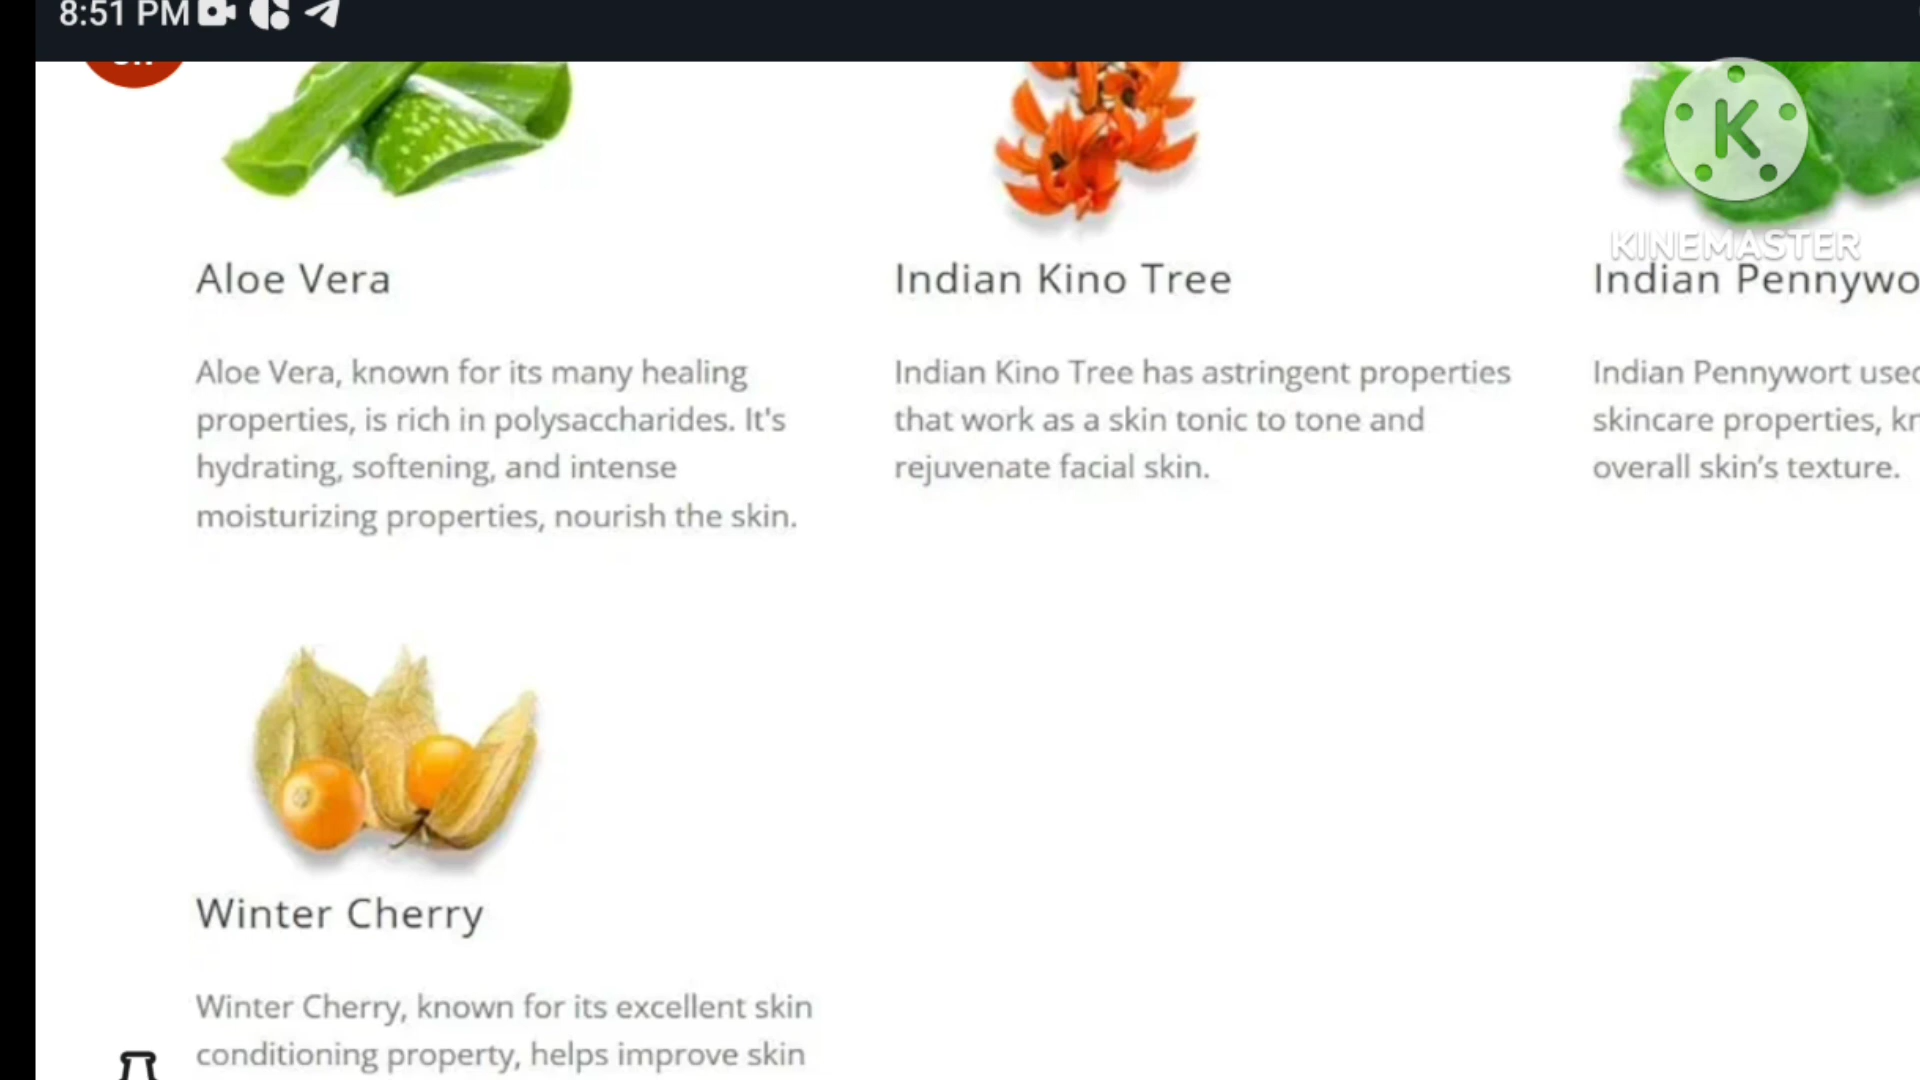 8:51 PM
K
KINEMASTER
Aloe Vera
Aloe Vera, known for its many healing
properties, is rich in polysaccharides. It's
hydrating, softening, and intense
moisturizing properties, nourish the skin.
Indian Kino Tree
Indian Kino Tree has astringent properties
that work as a skin tonic to tone and
rejuvenate facial skin.
Indian
Indian Pennywort
skincare properties,
overall skin’s texture.
Winter Cherry
Winter Cherry, known for its excellent skin
conditioning property, helps improve skin